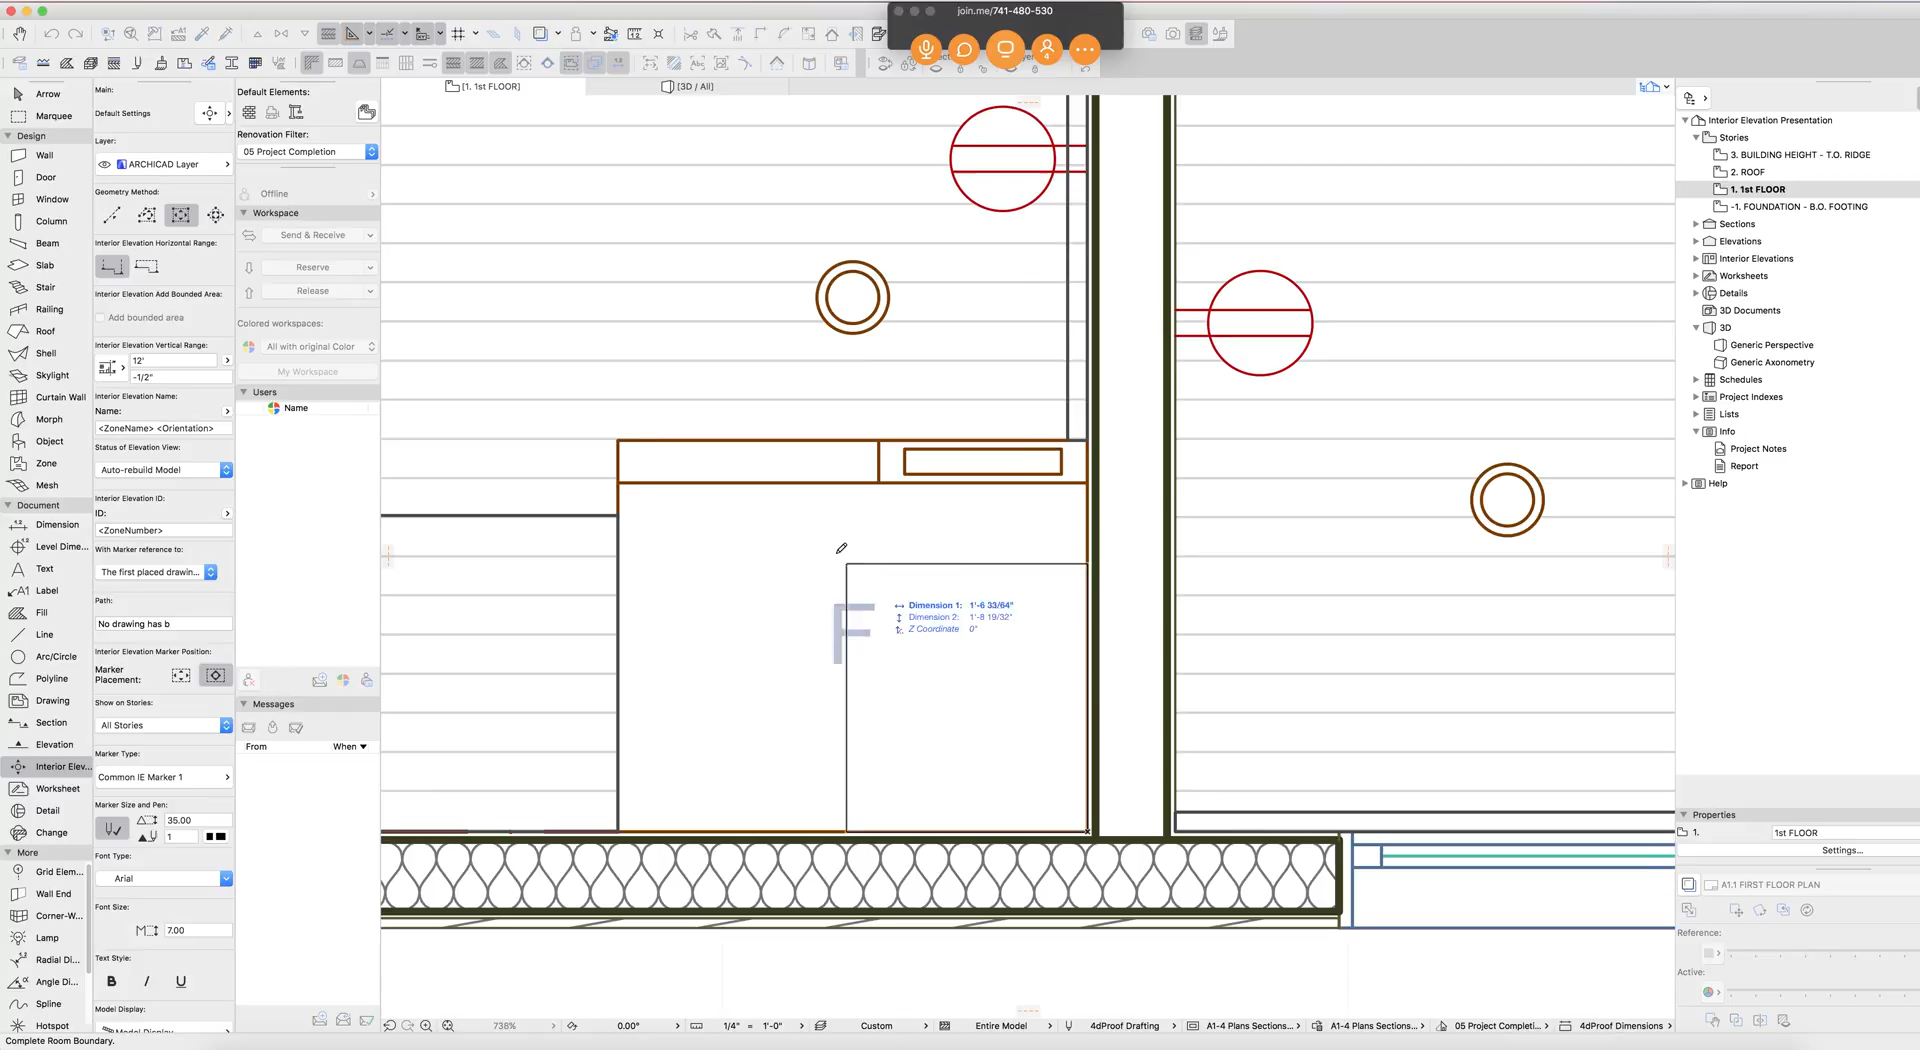 join.me/741-480-530
4
[1. 1st FLOOR]
[3D / All]
Arrow
Marquee
Design
Wall
Door
Window
Column
Beam
Slab
Stair
Railing
Roof
Shell
Skylight
Curtain Wall
Morph
Object
Zone
Mesh
Document
Dimension
Level Dime...
Text
Label
Fill
Line
Arc/Circle
Polyline
Drawing
Section
Elevation
Interior Elev...
Worksheet
Detail
Change
More
Grid Elem...
Wall End
Corner-W...
Lamp
Radial Di...
Angle Di...
Spline
Hotspot
Main:
Default Settings
Layer:
ARCHICAD Layer
Geometry Method:
Interior Elevation Horizontal Range:
Interior Elevation Add Bounded Area:
Add bounded area
Interior Elevation Vertical Range:
12'
-1/2"
Interior Elevation Name:
Name:
<ZoneName> <Orientation>
Status of Elevation View:
Auto-rebuild Model
Interior Elevation ID:
ID:
<ZoneNumber>
With Marker reference to:
The first placed drawin...
Path:
No drawing has b
Interior Elevation Marker Position:
Marker
Placement:
Show on Stories:
All Stories
Marker Type:
Common IE Marker 1
Marker Size and Pen:
35.00
1
Font Type:
Arial
Font Size:
7.00
Text Style:
B I U
Model Display:
Model Display
Default Elements:
Renovation Filter:
05 Project Completion
Offline
Workspace
Send & Receive
Reserve
Release
Colored workspaces:
All with original Color
My Workspace
Users
Name
Messages
From When
F
Dimension 1: 1'-6 33/64"
Dimension 2: 1'-8 19/32"
Z Coordinate 0"
Interior Elevation Presentation
Stories
3. BUILDING HEIGHT - T.O. RIDGE
2. ROOF
1. 1st FLOOR
-1. FOUNDATION - B.O. FOOTING
Sections
Elevations
Interior Elevations
Worksheets
Details
3D Documents
3D
Generic Perspective
Generic Axonometry
Schedules
Project Indexes
Lists
Info
Project Notes
Report
Help
Properties
1. 1st FLOOR
Settings...
A1.1 FIRST FLOOR PLAN
Reference:
Active:
738%
0.00°
1/4" = 1'-0"
Custom
Entire Model
4dProof Drafting
A1-4 Plans Sections...
A1-4 Plans Sections...
05 Project Completi...
4dProof Dimensions
Complete Room Boundary.